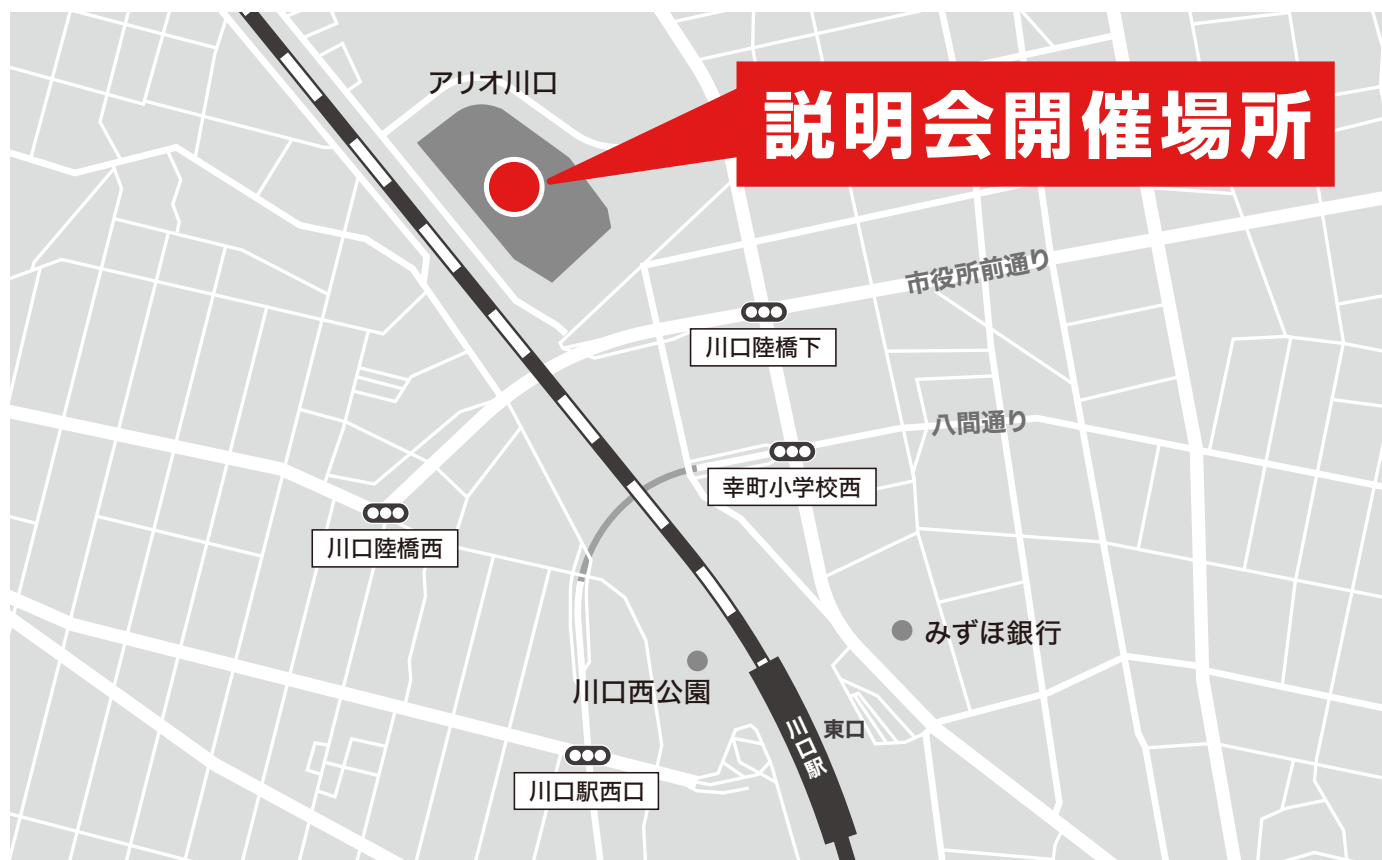 アリオ川口
説明会開催場所
市役所前通り
川口陸橋下
八間通り
幸町小学校西
川口陸橋西
みずほ銀行
川口西公園
東口
川口駅
川口駅西口